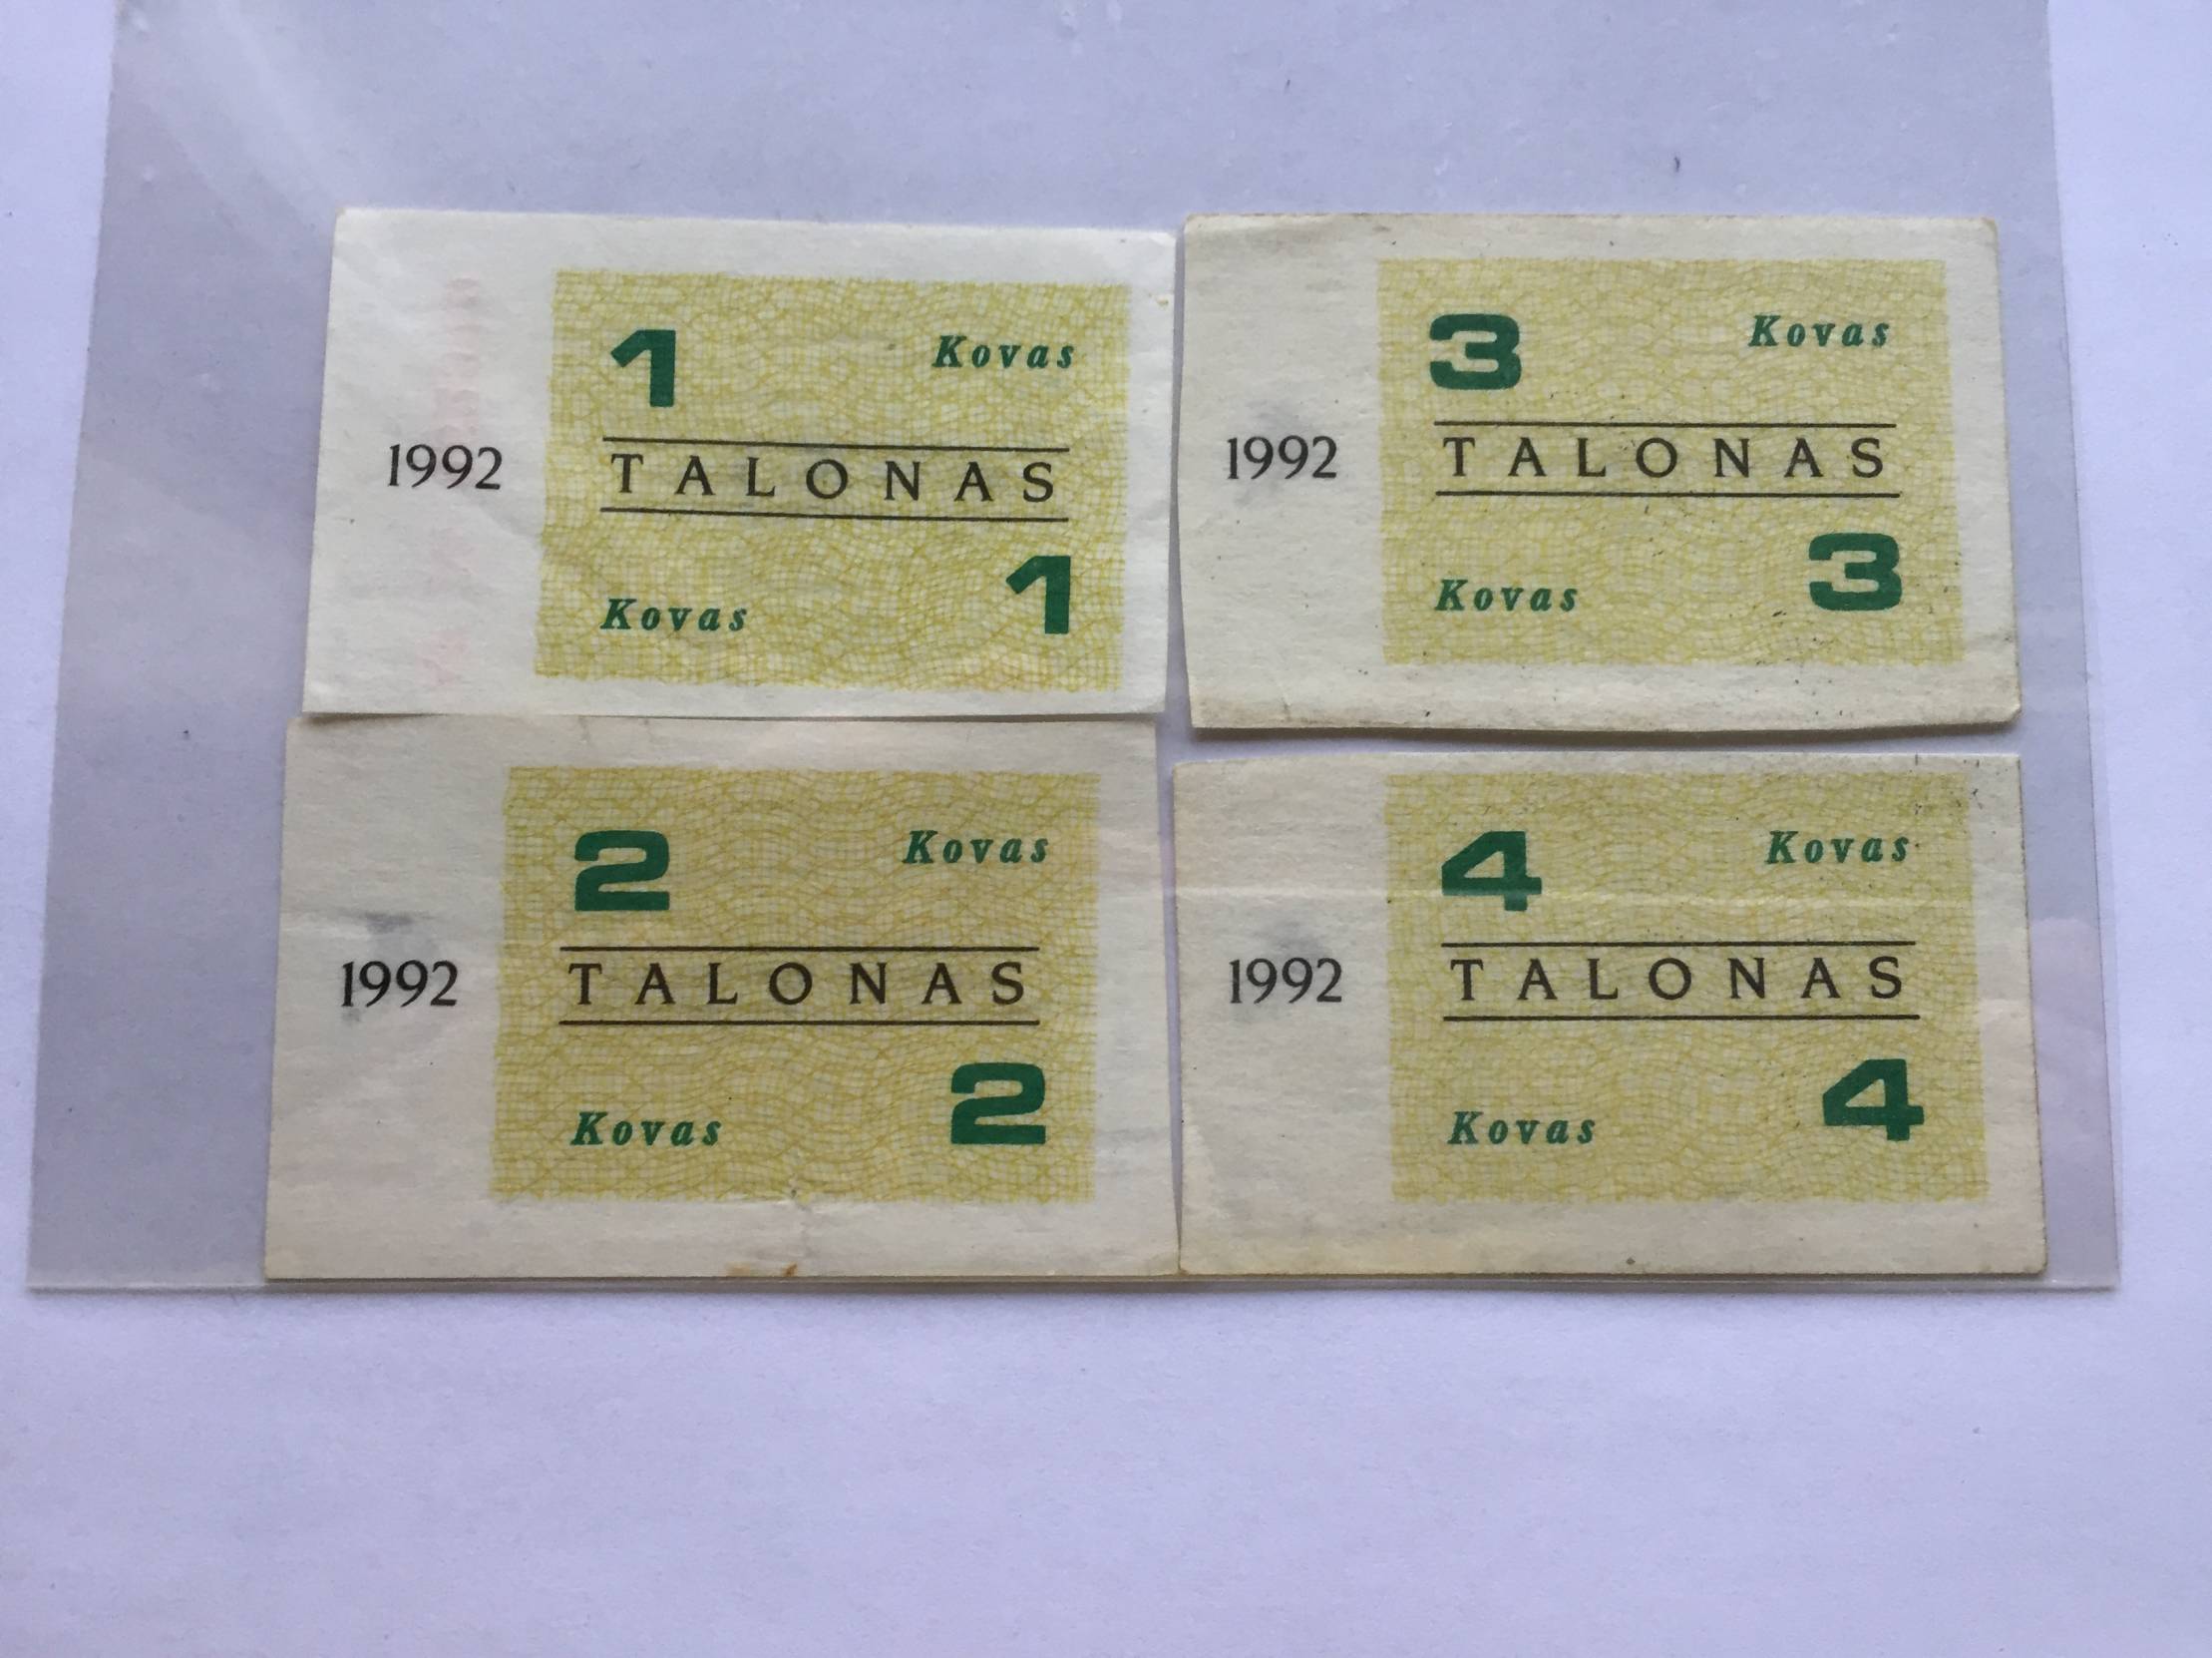 1 Kovas
1992 TALONAS
Kovas 1
3 Kovas
1992 TALONAS
Kovas 3
2 Kovas
1992 TALONAS
Kovas 2
4 Kovas
1992 TALONAS
Kovas 4